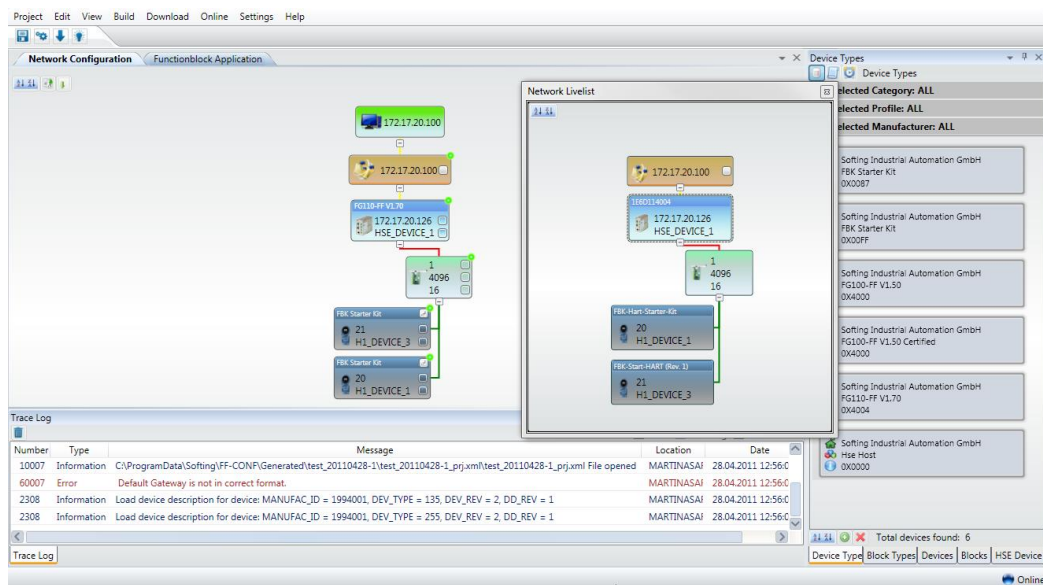 Project Edit View Build Download Online Settings Help
Network Configuration Functionblock Application
172.17.20.100
172.17.20.100
FG110-FF V1.70
172.17.20.126
HSE_DEVICE_1
1
4096
16
FBK Starter Kit
21
H1_DEVICE_3
FBK Starter Kit
20
H1_DEVICE_1
Network Livelist
172.17.20.100
1E6D114004
172.17.20.126
HSE_DEVICE_1
1
4096
16
FBK-Hart-Starter-Kit
20
H1_DEVICE_1
FBK-Start-HART (Rev. 1)
21
H1_DEVICE_3
Device Types
Device Types
elected Category: ALL
elected Profile: ALL
elected Manufacturer: ALL
Softing Industrial Automation GmbH
FBK Starter Kit
0X0087
Softing Industrial Automation GmbH
FBK Starter Kit
0X00FF
Softing Industrial Automation GmbH
FG100-FF V1.50
0X4000
Softing Industrial Automation GmbH
FG100-FF V1.50 Certified
0X4000
Softing Industrial Automation GmbH
FG110-FF V1.70
0X4004
Softing Industrial Automation GmbH
Hse Host
0X0000
Total devices found: 6
Device Type Block Types Devices Blocks HSE Device
Trace Log
Number Type Message Location Date
10007 Information C:\ProgramData\Softing\FF-CONF\Generated\test_20110428-1\test_20110428-1_prj.xml\test_20110428-1_prj.xml File opened MARTINASAF 28.04.2011 12:56:0
60007 Error Default Gateway is not in correct format. MARTINASAF 28.04.2011 12:56:0
2308 Information Load device description for device: MANUFAC_ID = 1994001, DEV_TYPE = 135, DEV_REV = 2, DD_REV = 1 MARTINASAF 28.04.2011 12:56:0
2308 Information Load device description for device: MANUFAC_ID = 1994001, DEV_TYPE = 255, DEV_REV = 2, DD_REV = 1 MARTINASAF 28.04.2011 12:56:0
Trace Log
Online